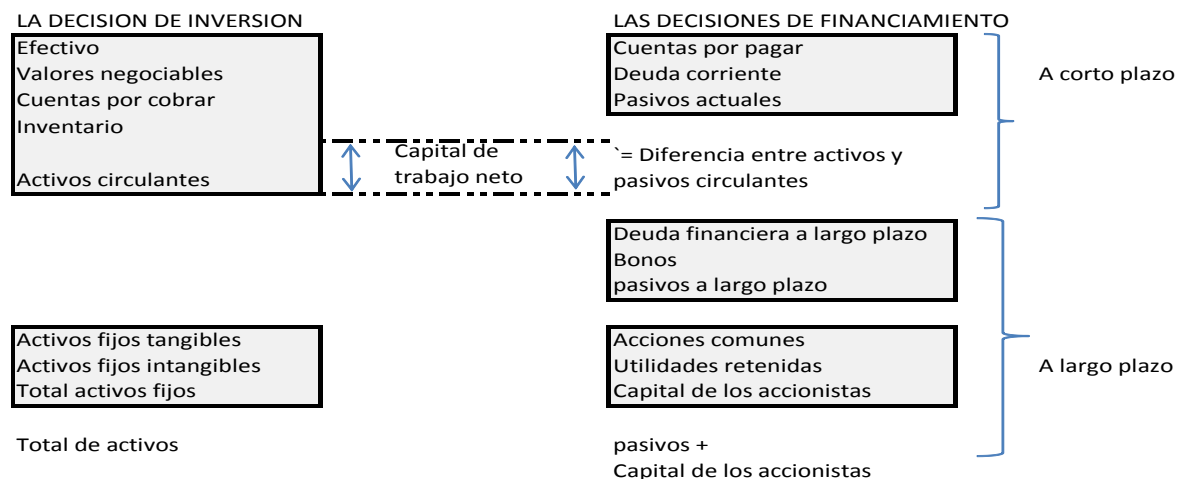 LA DECISION DE INVERSION
Efectivo
Valores negociables
Cuentas por cobrar
Inventario
Activos circulantes
Capital de
trabajo neto
LAS DECISIONES DE FINANCIAMIENTO
Cuentas por pagar
Deuda corriente
Pasivos actuales
A corto plazo
`= Diferencia entre activos y
pasivos circulantes
Deuda financiera a largo plazo
Bonos
pasivos a largo plazo
Activos fijos tangibles
Activos fijos intangibles
Total activos fijos
Acciones comunes
Utilidades retenidas
Capital de los accionistas
A largo plazo
Total de activos
pasivos +
Capital de los accionistas